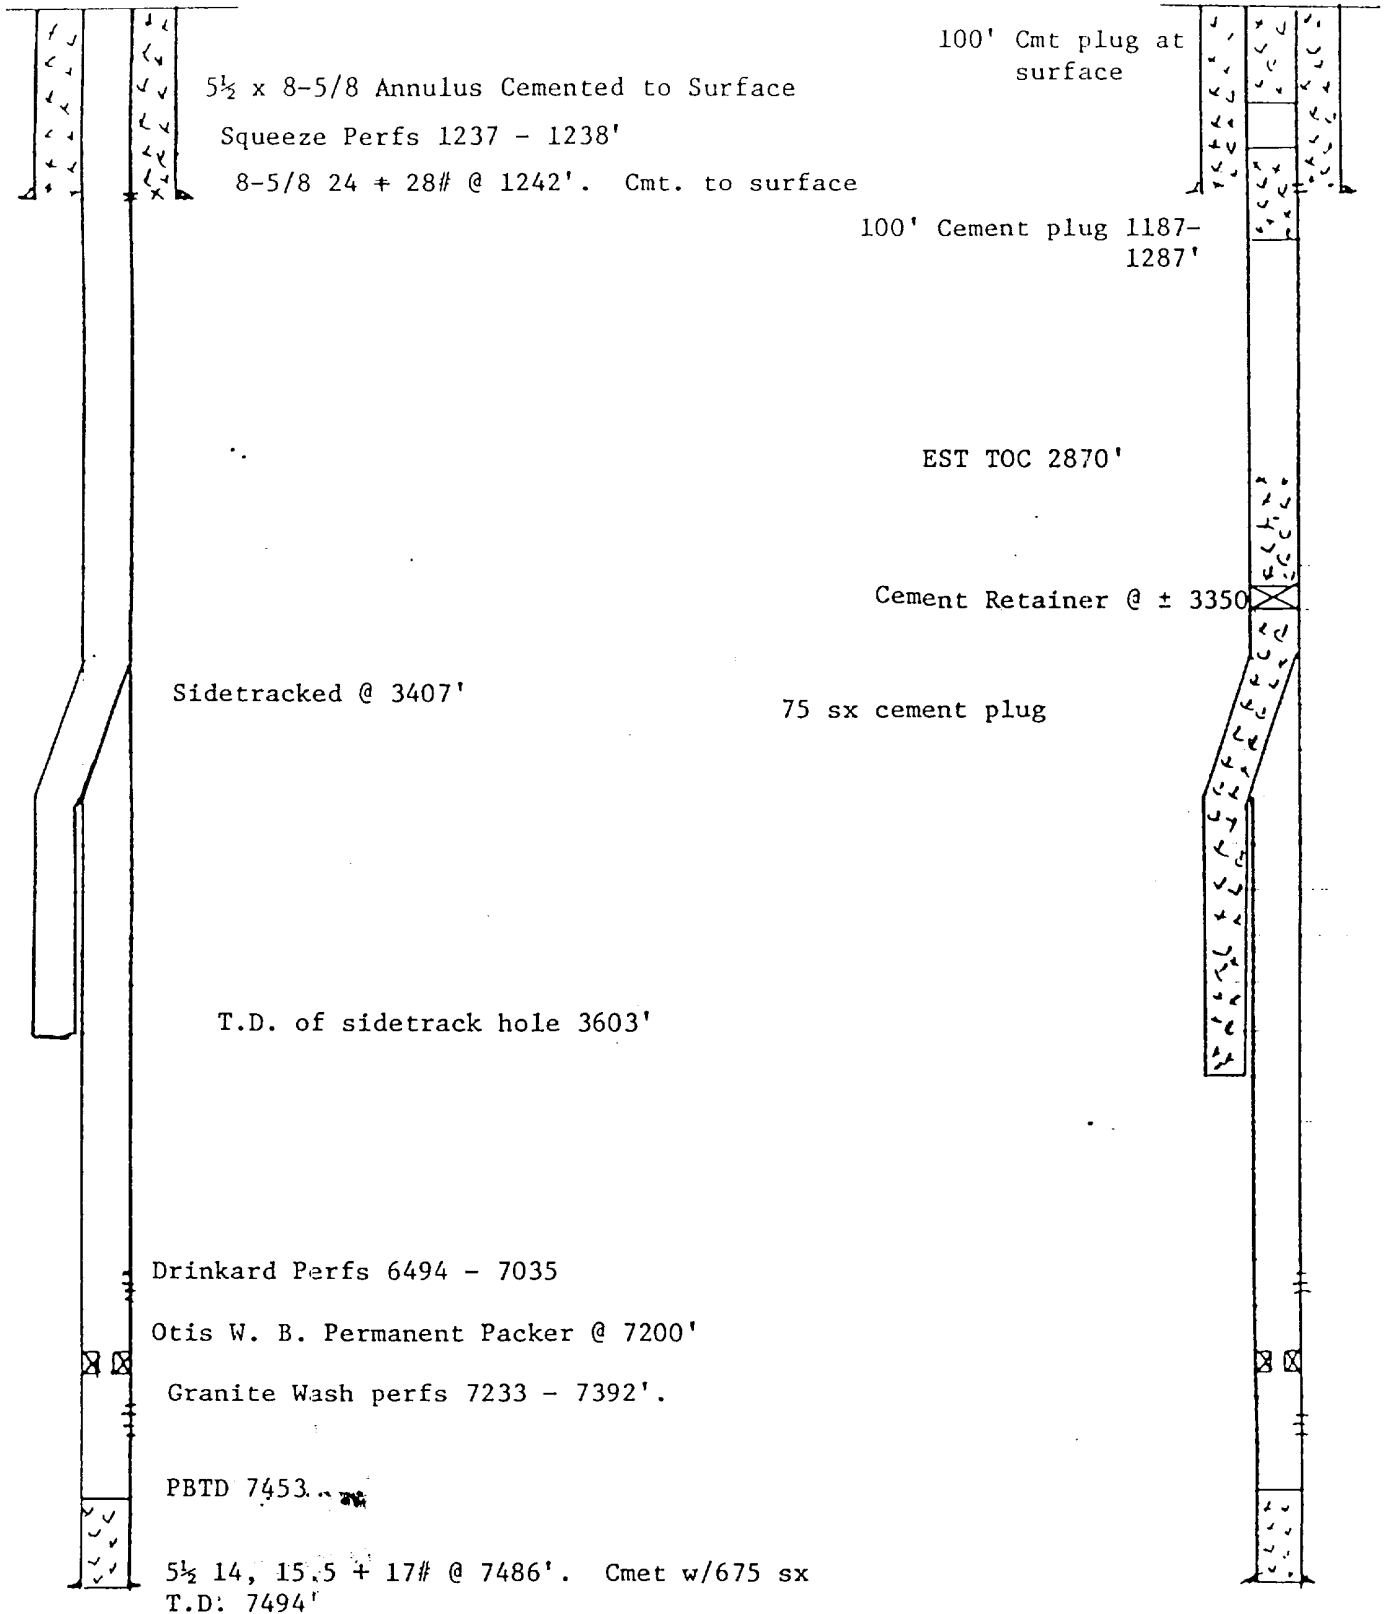 100' Cmt plug at
surface
5½ x 8-5/8 Annulus Cemented to Surface
Squeeze Perfs 1237 - 1238'
8-5/8 24 + 28# @ 1242'. Cmt. to surface
100' Cement plug 1187-
1287'
EST TOC 2870'
Cement Retainer @ ± 3350
Sidetracked @ 3407'
75 sx cement plug
T.D. of sidetrack hole 3603'
Drinkard Perfs 6494 - 7035
Otis W. B. Permanent Packer @ 7200'
Granite Wash perfs 7233 - 7392'.
PBTD 7453
5½ 14, 15.5 + 17# @ 7486'. Cmet w/675 sx
T.D. 7494'